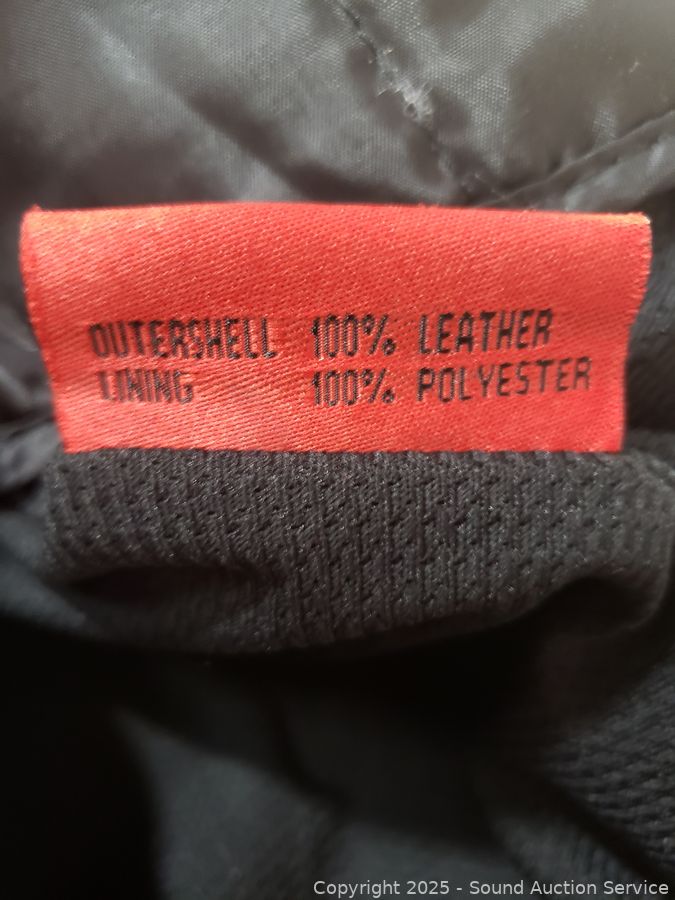 OUTERSHELL 100% LEATHER
LINING 100% POLYESTER
Copyright 2025 - Sound Auction Service